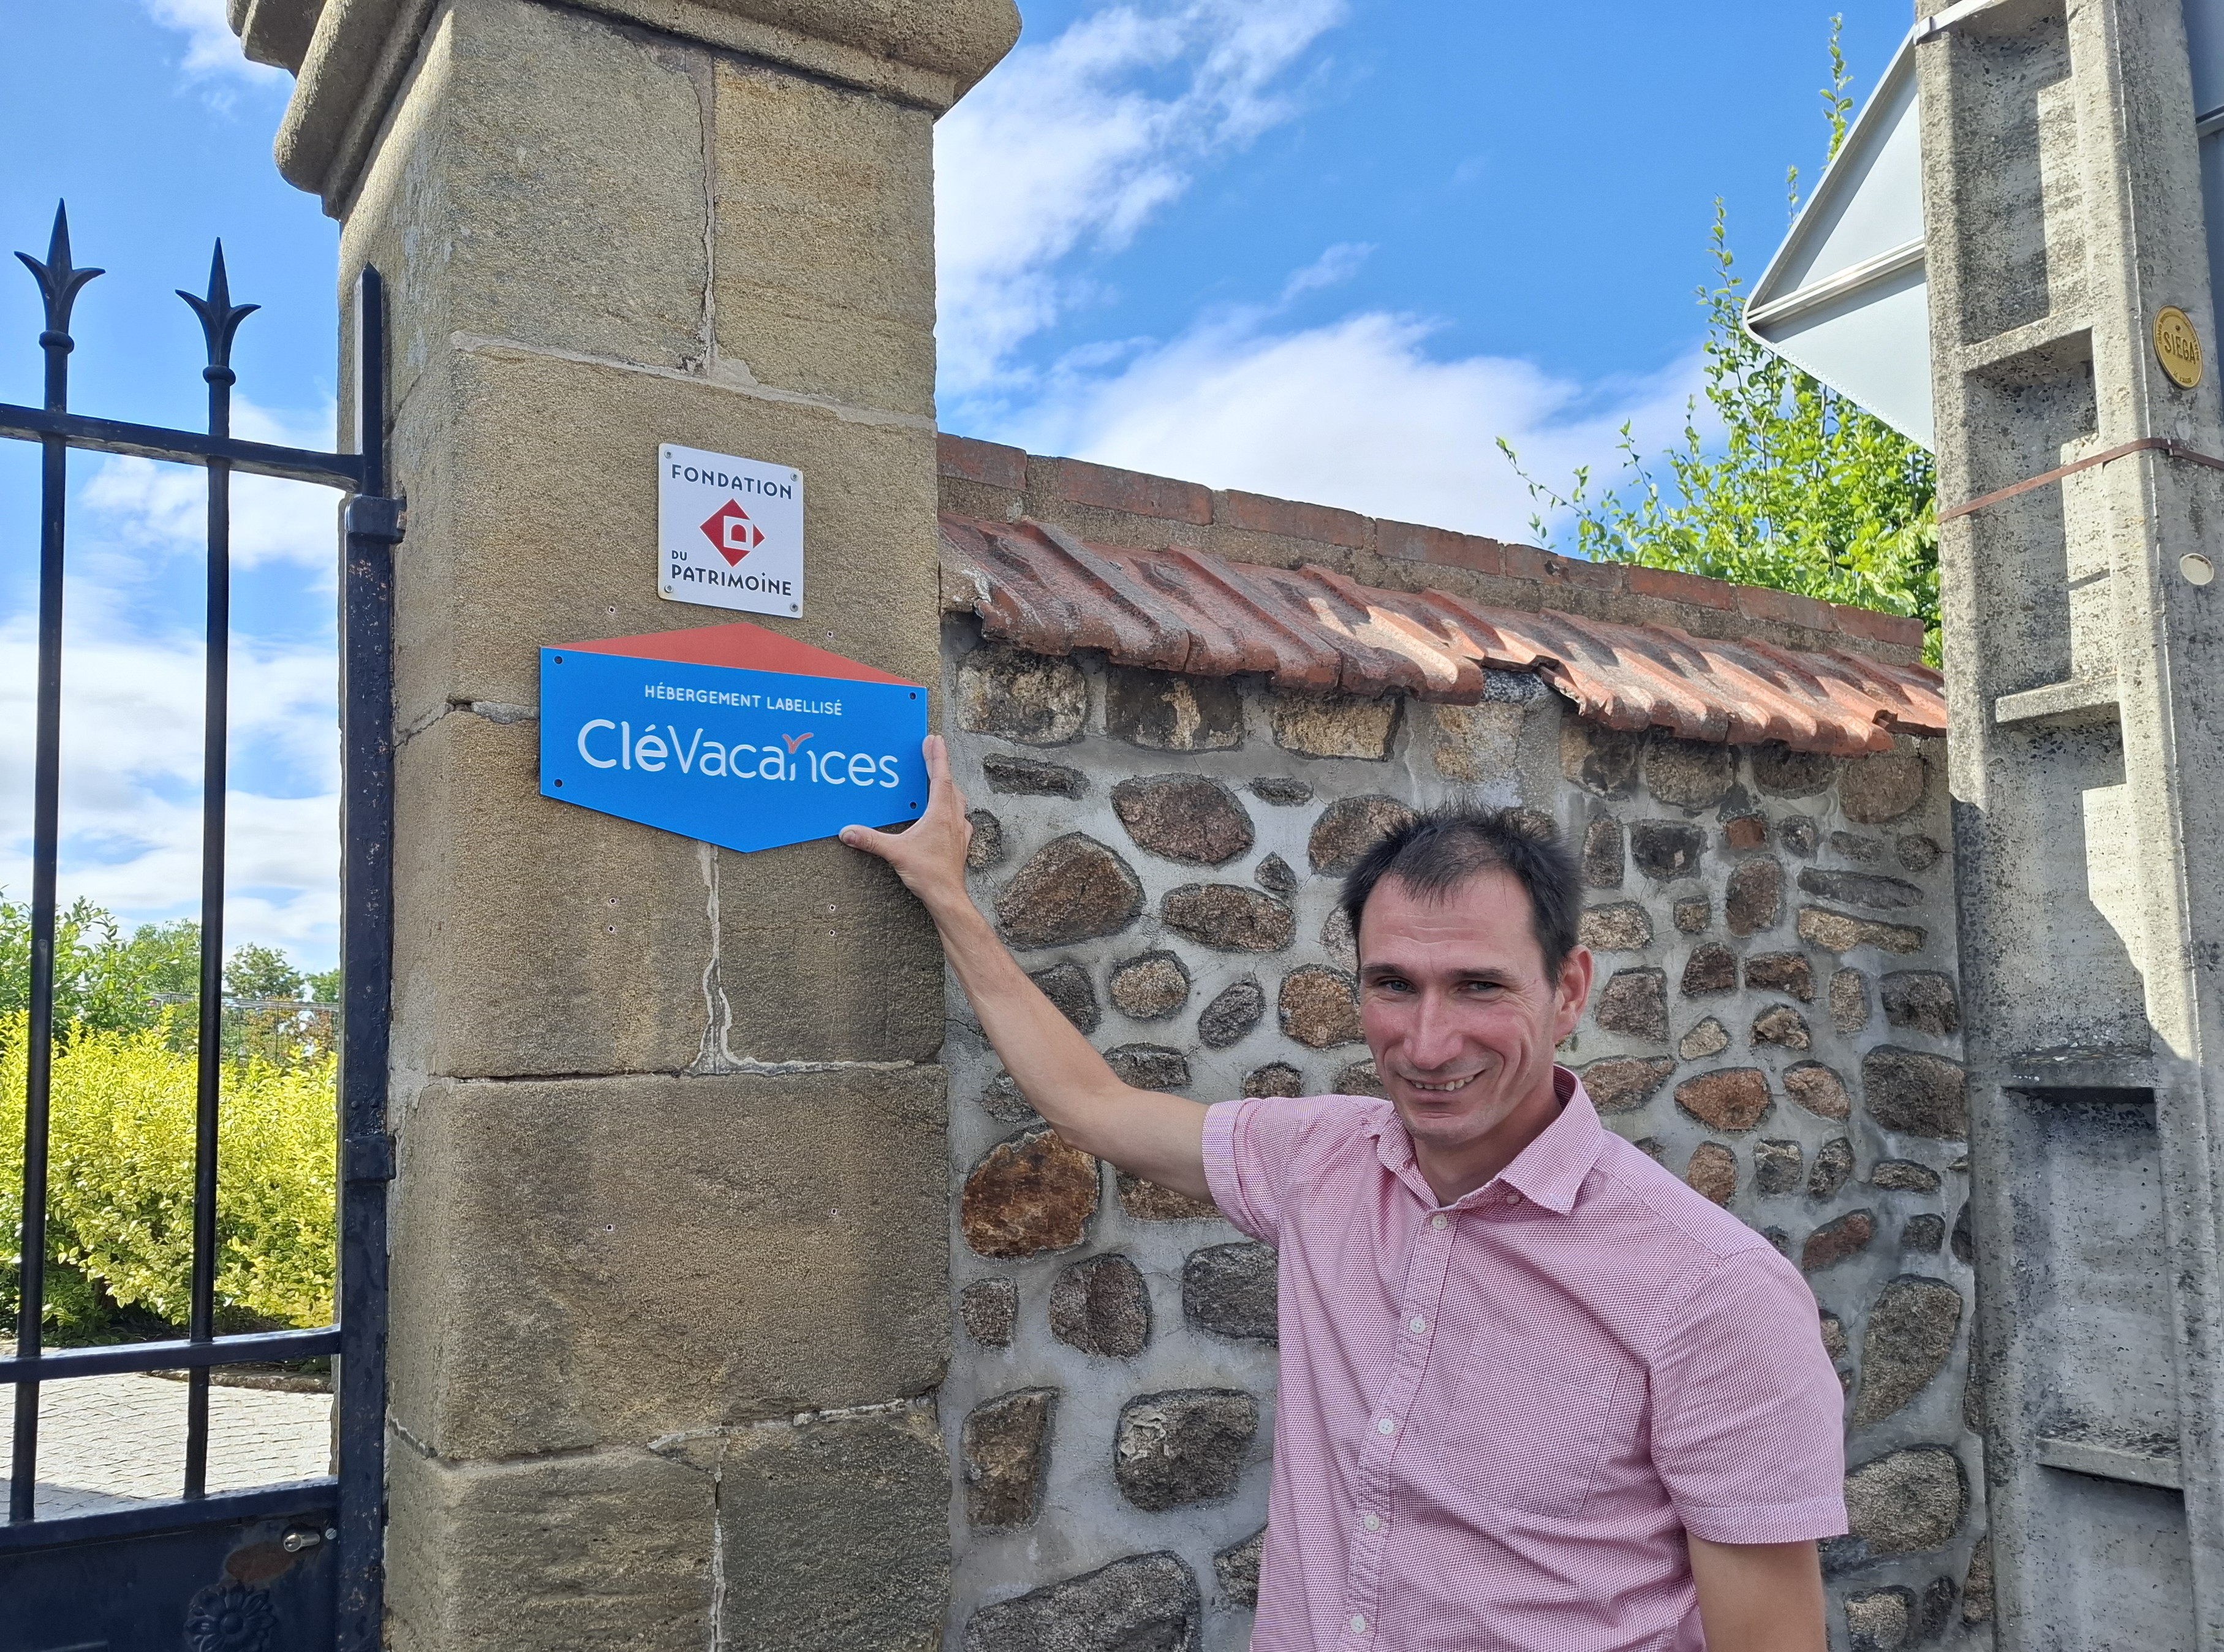 FONDATION
DU
PATRIMOINE
HÉBERGEMENT LABELLISÉ
CléVacances
SIEGA